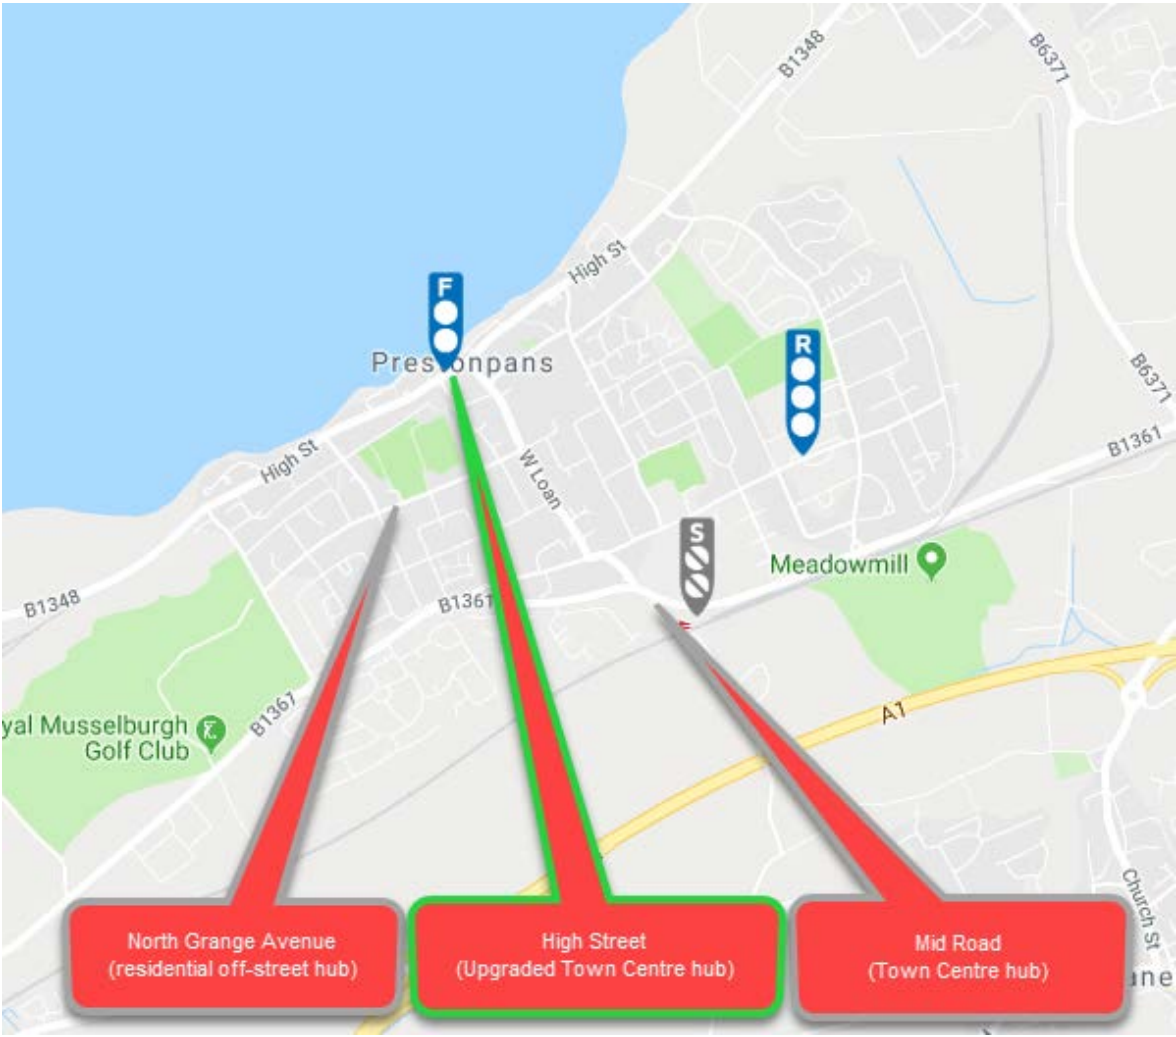 B1348
B6371
High St
F
Prestonpans
R
B6371
High St
W Loan
B1361
S
Meadowmill
B1348
B1361
A1
yal Musselburgh
Golf Club
B1361
Church St
North Grange Avenue
(residential off-street hub)
High Street
(Upgraded Town Centre hub)
Mid Road
(Town Centre hub)
ane